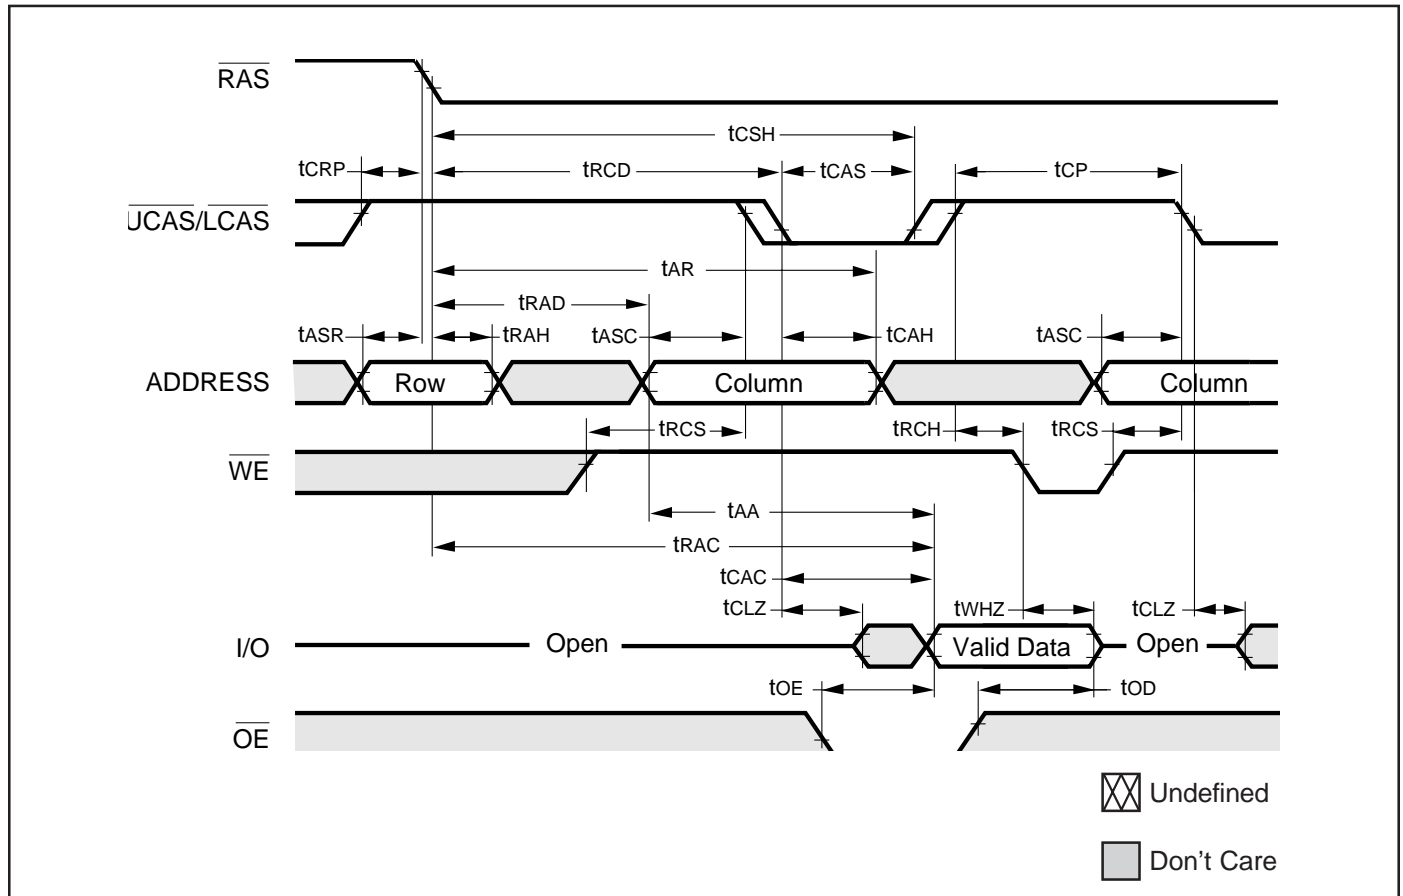 RAS
tCSH
tCRP
tRCD
tCAS
tCP
UCAS/LCAS
tAR
tRAD
tASR
tRAH
tASC
tCAH
tASC
ADDRESS
Row
Column
Column
tRCS
tRCH
tRCS
WE
tAA
tRAC
tCAC
tCLZ
tWHZ
tCLZ
I/O
Open
Valid Data
Open
tOE
tOD
OE
Undefined
Don't Care